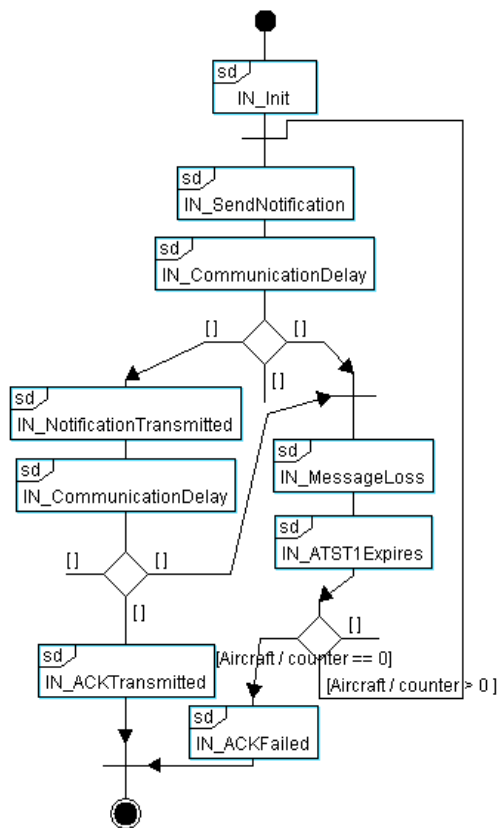 sd
IN_Init
sd
IN_SendNotification
sd
IN_CommunicationDelay
[ ]
[ ]
[ ]
sd
IN_NotificationTransmitted
sd
IN_MessageLoss
sd
IN_CommunicationDelay
sd
IN_ATST1Expires
[ ]
[ ]
[ ]
[ ]
sd
IN_ACKTransmitted
[Aircraft / counter == 0]
[Aircraft / counter > 0 ]
sd
IN_ACKFailed